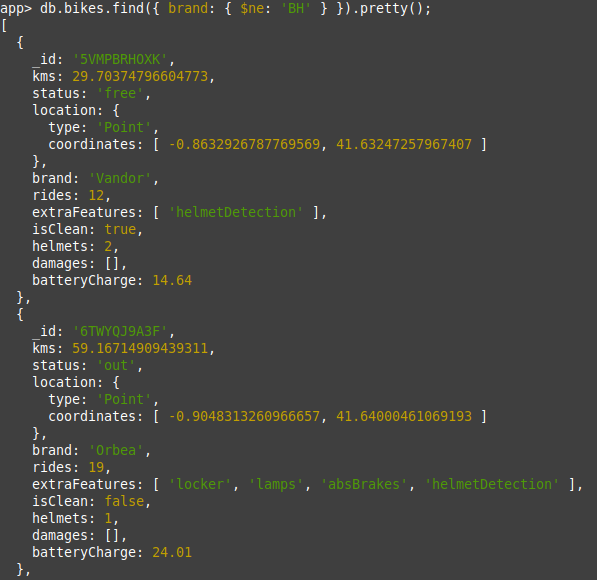 app> db.bikes.find({ brand: { $ne: 'BH' } }).pretty();
[
  {
    _id: '5VMPBRHOXK',
    kms: 29.70374796604773,
    status: 'free',
    location: {
      type: 'Point',
      coordinates: [ -0.8632926787769569, 41.63247257967407 ]
    },
    brand: 'Vandor',
    rides: 12,
    extraFeatures: [ 'helmetDetection' ],
    isClean: true,
    helmets: 2,
    damages: [],
    batteryCharge: 14.64
  },
  {
    _id: '6TWYQJ9A3F',
    kms: 59.16714909439311,
    status: 'out',
    location: {
      type: 'Point',
      coordinates: [ -0.9048313260966657, 41.64000461069193 ]
    },
    brand: 'Orbea',
    rides: 19,
    extraFeatures: [ 'locker', 'lamps', 'absBrakes', 'helmetDetection' ],
    isClean: false,
    helmets: 1,
    damages: [],
    batteryCharge: 24.01
  },